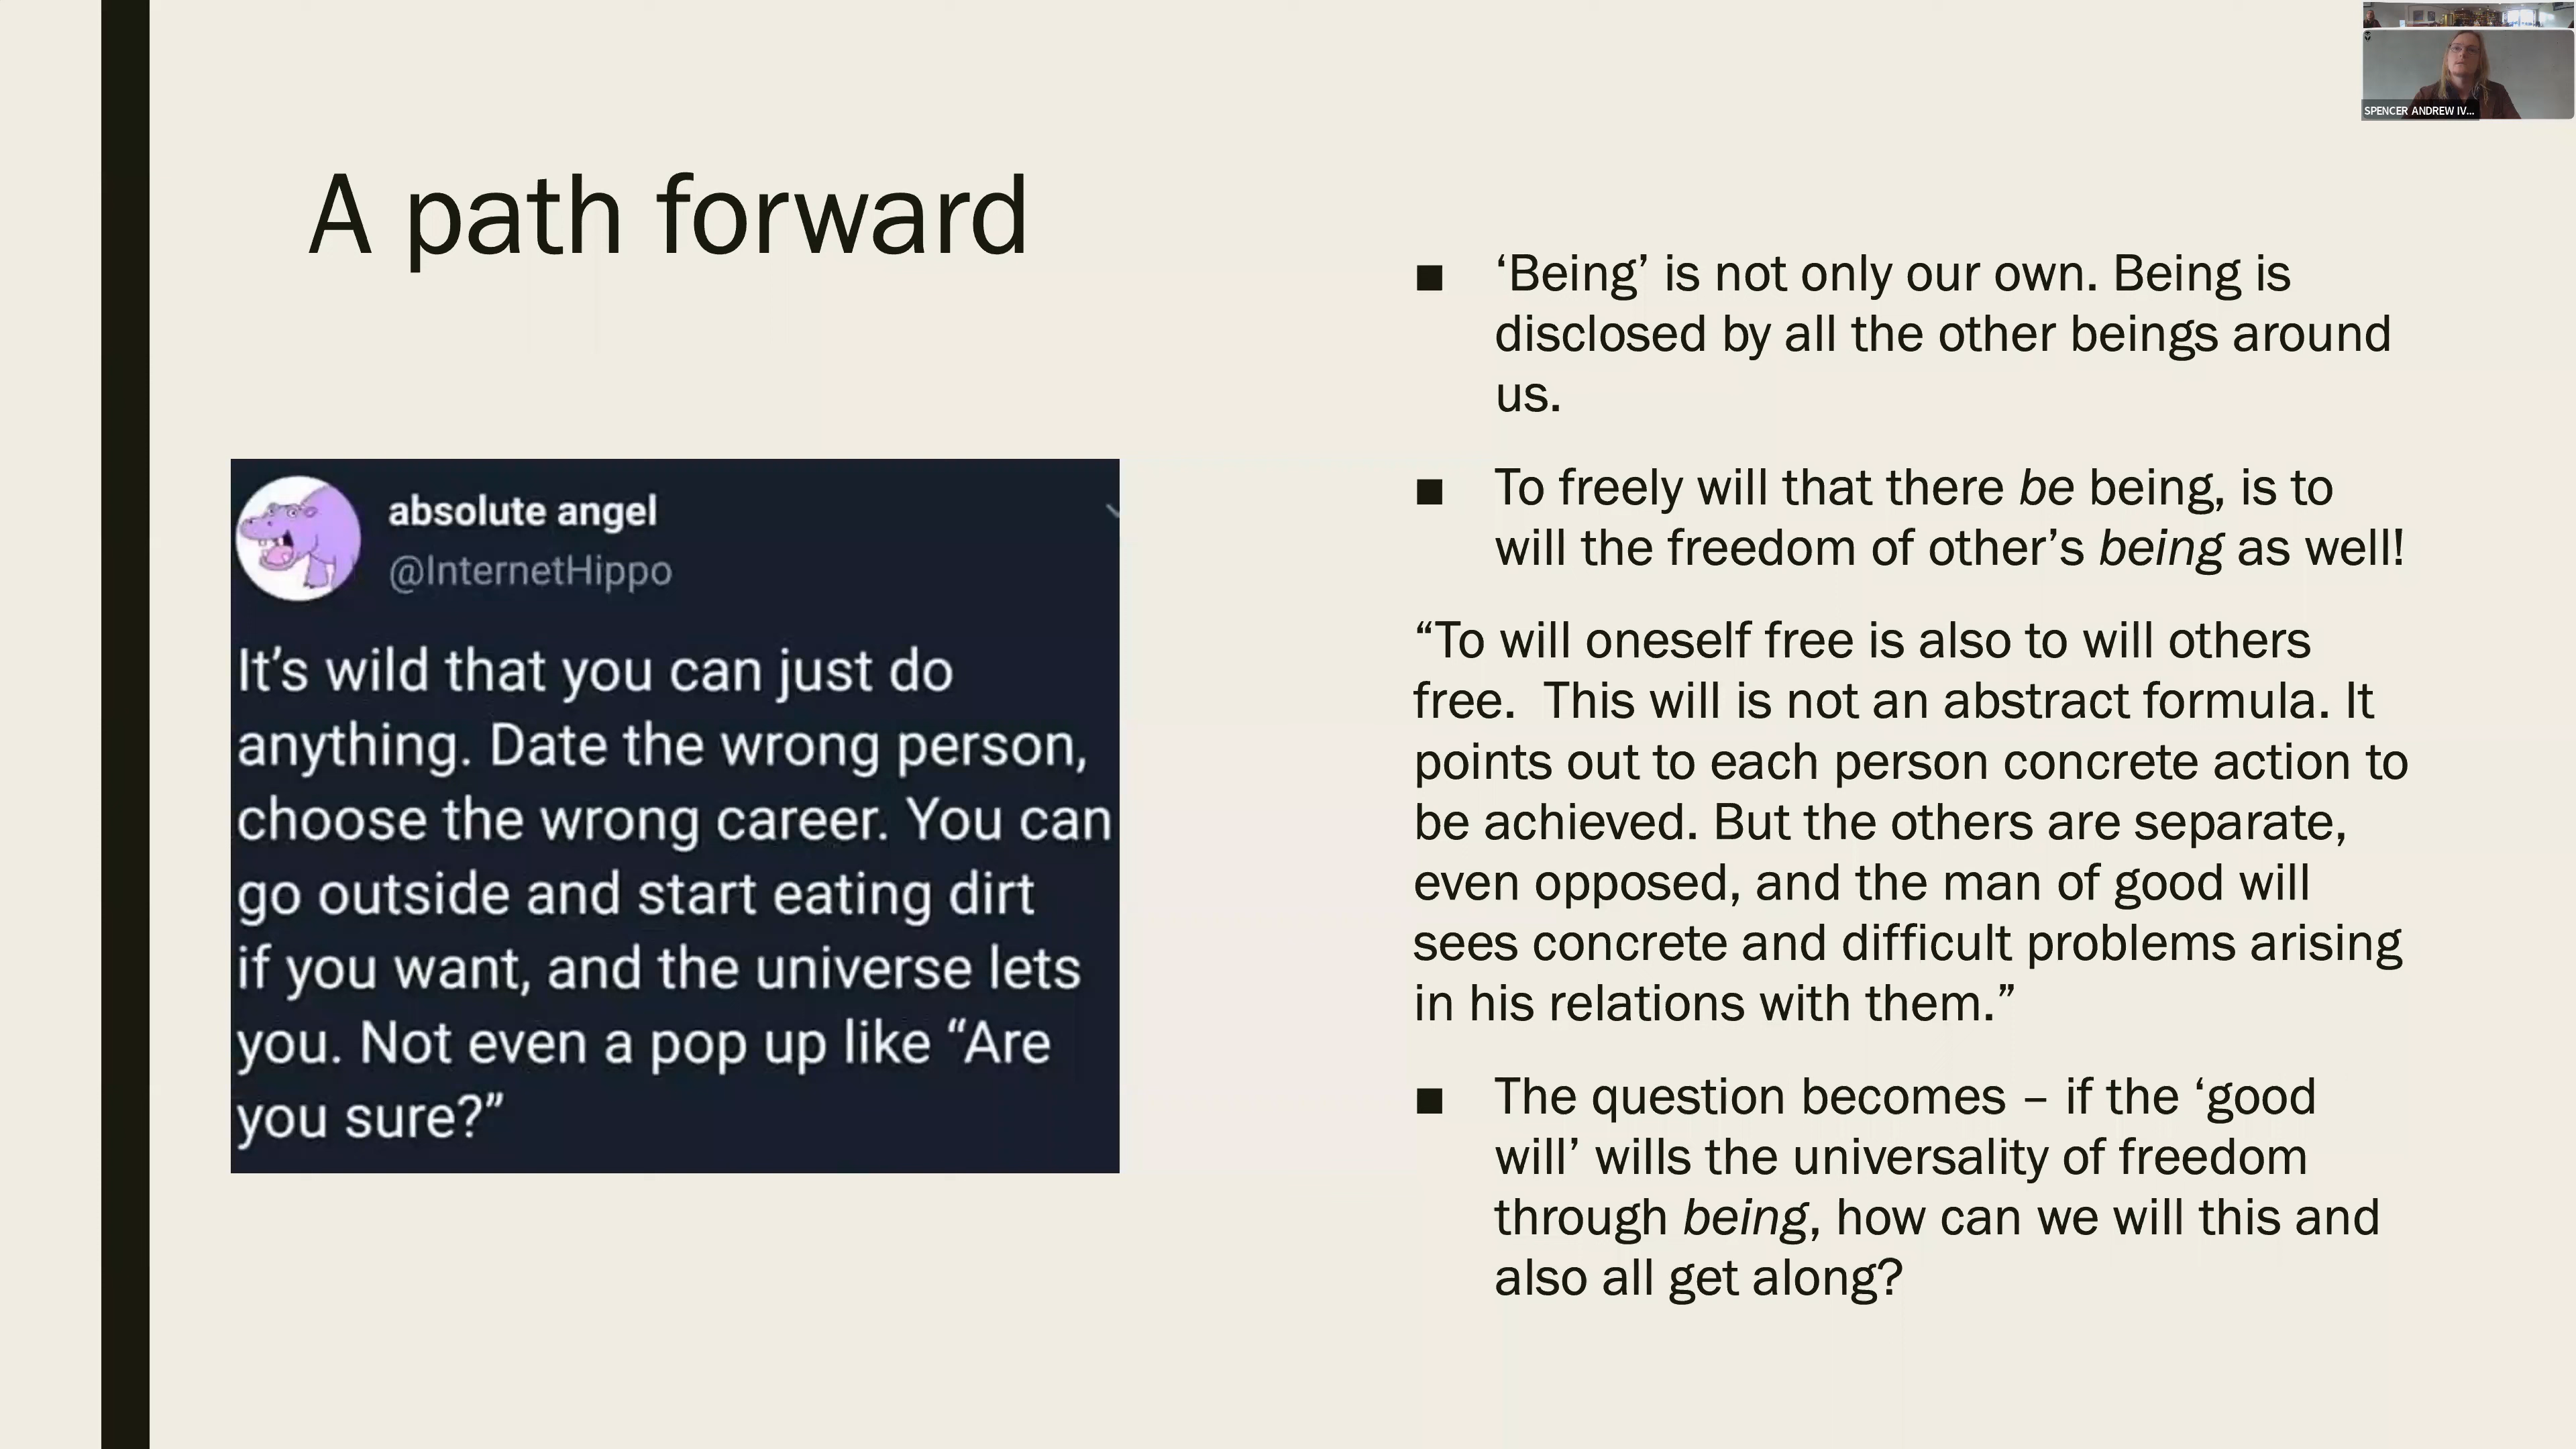 A path forward
absolute angel
@InternetHippo
It’s wild that you can just do
anything. Date the wrong person,
choose the wrong career. You can
go outside and start eating dirt
if you want, and the universe lets
you. Not even a pop up like “Are
you sure?”
■ ‘Being’ is not only our own. Being is
disclosed by all the other beings around
us.
■ To freely will that there be being, is to
will the freedom of other’s being as well!
“To will oneself free is also to will others
free.  This will is not an abstract formula. It
points out to each person concrete action to
be achieved. But the others are separate,
even opposed, and the man of good will
sees concrete and difficult problems arising
in his relations with them.”
■ The question becomes – if the ‘good
will’ wills the universality of freedom
through being, how can we will this and
also all get along?
SPENCER ANDREW IV...